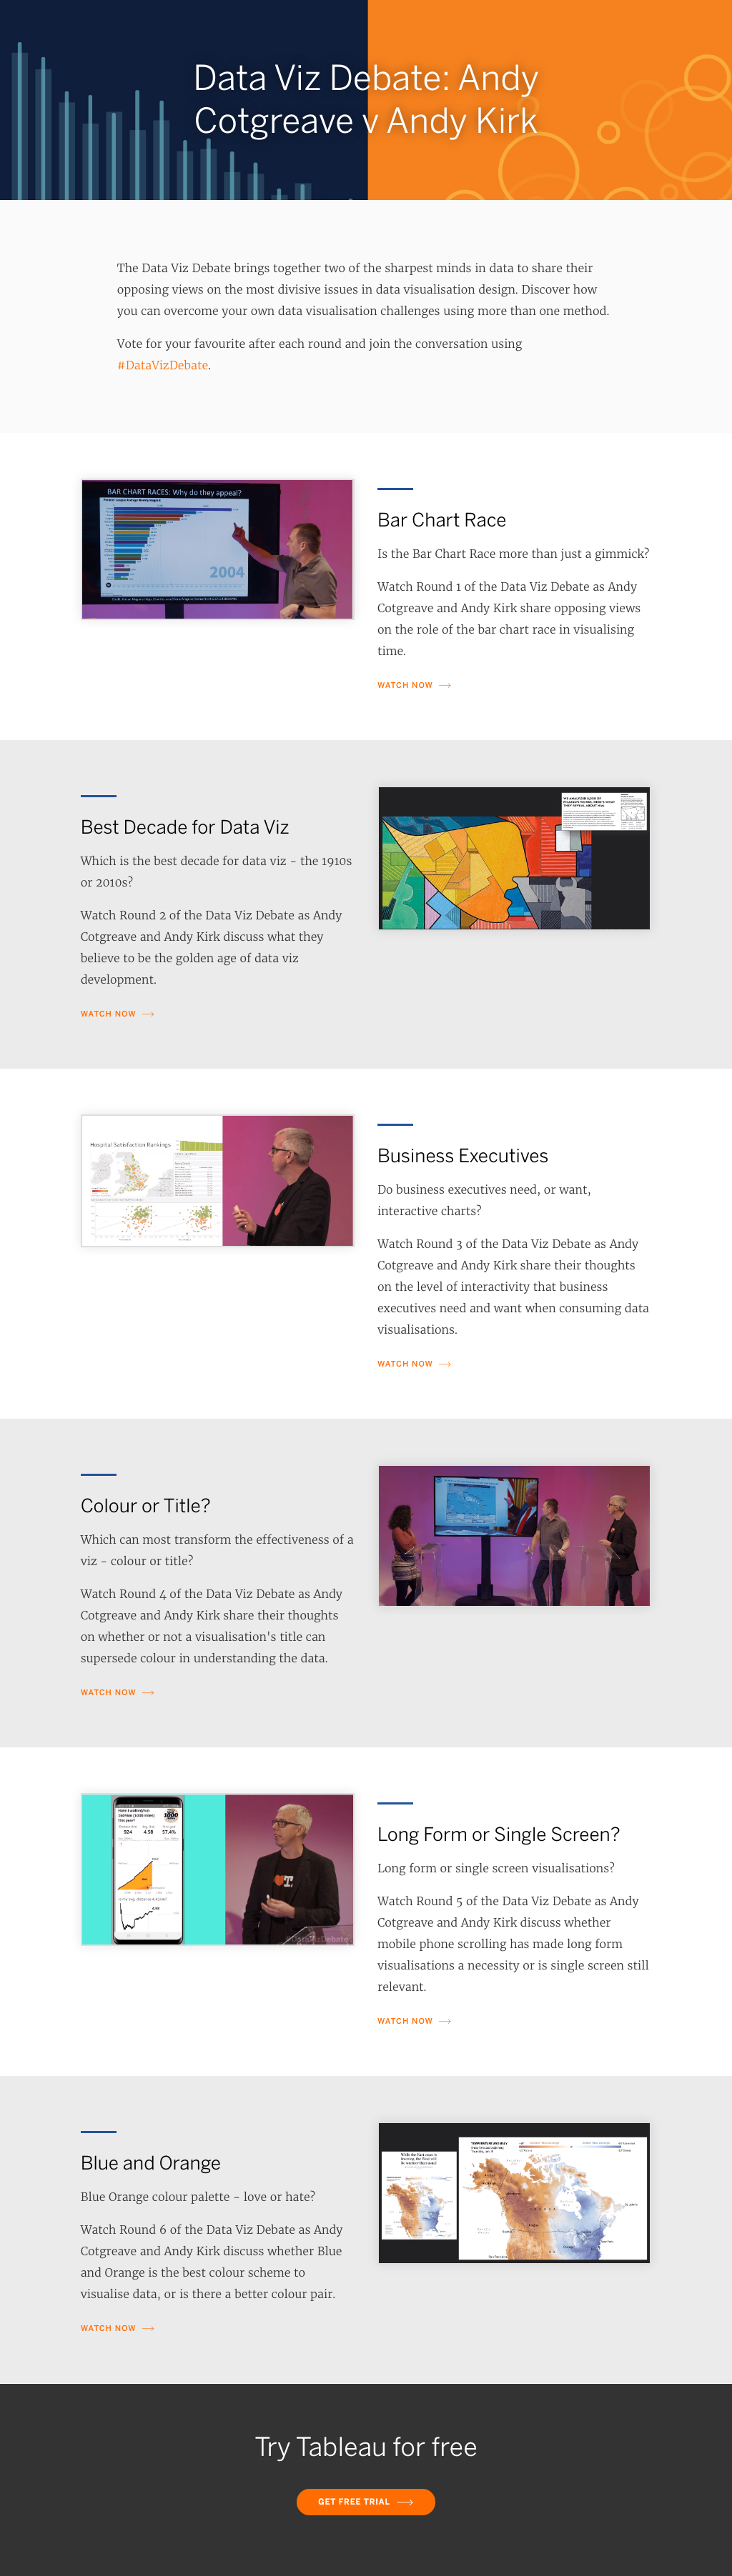 Data Viz Debate: Andy
Cotgreave v Andy Kirk
The Data Viz Debate brings together two of the sharpest minds in data to share their
opposing views on the most divisive issues in data visualisation design. Discover how
you can overcome your own data visualisation challenges using more than one method.
Vote for your favourite after each round and join the conversation using
#DataVizDebate.
BAR CHART RACES: Why do they appeal?
2004
Bar Chart Race
Is the Bar Chart Race more than just a gimmick?
Watch Round 1 of the Data Viz Debate as Andy
Cotgreave and Andy Kirk share opposing views
on the role of the bar chart race in visualising
time.
WATCH NOW
Best Decade for Data Viz
Which is the best decade for data viz - the 1910s
or 2010s?
Watch Round 2 of the Data Viz Debate as Andy
Cotgreave and Andy Kirk discuss what they
believe to be the golden age of data viz
development.
WATCH NOW
Hospital Satisfaction Rankings
Business Executives
Do business executives need, or want,
interactive charts?
Watch Round 3 of the Data Viz Debate as Andy
Cotgreave and Andy Kirk share their thoughts
on the level of interactivity that business
executives need and want when consuming data
visualisations.
WATCH NOW
Colour or Title?
Which can most transform the effectiveness of a
viz - colour or title?
Watch Round 4 of the Data Viz Debate as Andy
Cotgreave and Andy Kirk share their thoughts
on whether or not a visualisation's title can
supersede colour in understanding the data.
WATCH NOW
924 4.58 57.4%
#DataVizDebate
Long Form or Single Screen?
Long form or single screen visualisations?
Watch Round 5 of the Data Viz Debate as Andy
Cotgreave and Andy Kirk discuss whether
mobile phone scrolling has made long form
visualisations a necessity or is single screen still
relevant.
WATCH NOW
Blue and Orange
Blue Orange colour palette - love or hate?
Watch Round 6 of the Data Viz Debate as Andy
Cotgreave and Andy Kirk discuss whether Blue
and Orange is the best colour scheme to
visualise data, or is there a better colour pair.
WATCH NOW
Try Tableau for free
GET FREE TRIAL